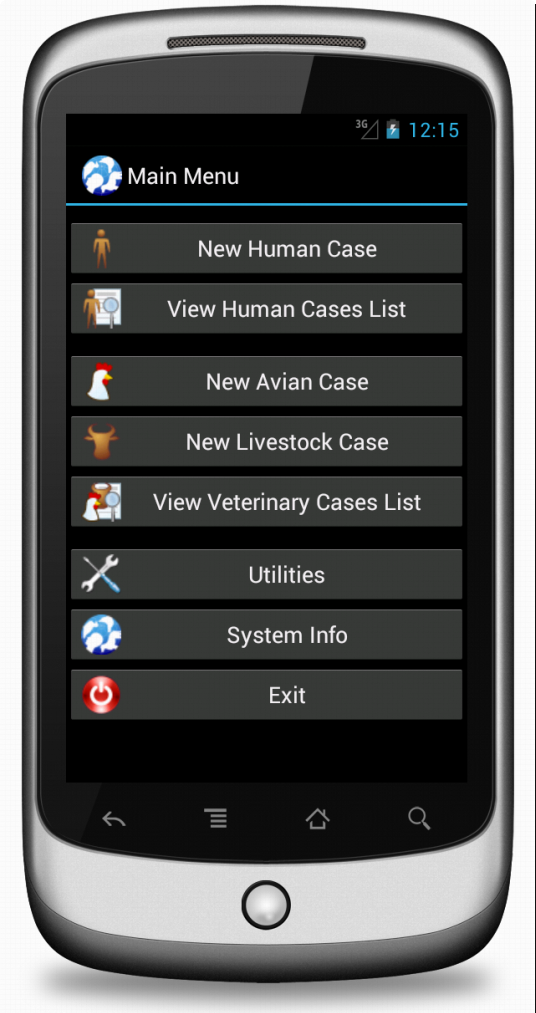 3G 12:15
Main Menu
New Human Case
View Human Cases List
New Avian Case
New Livestock Case
View Veterinary Cases List
Utilities
System Info
Exit